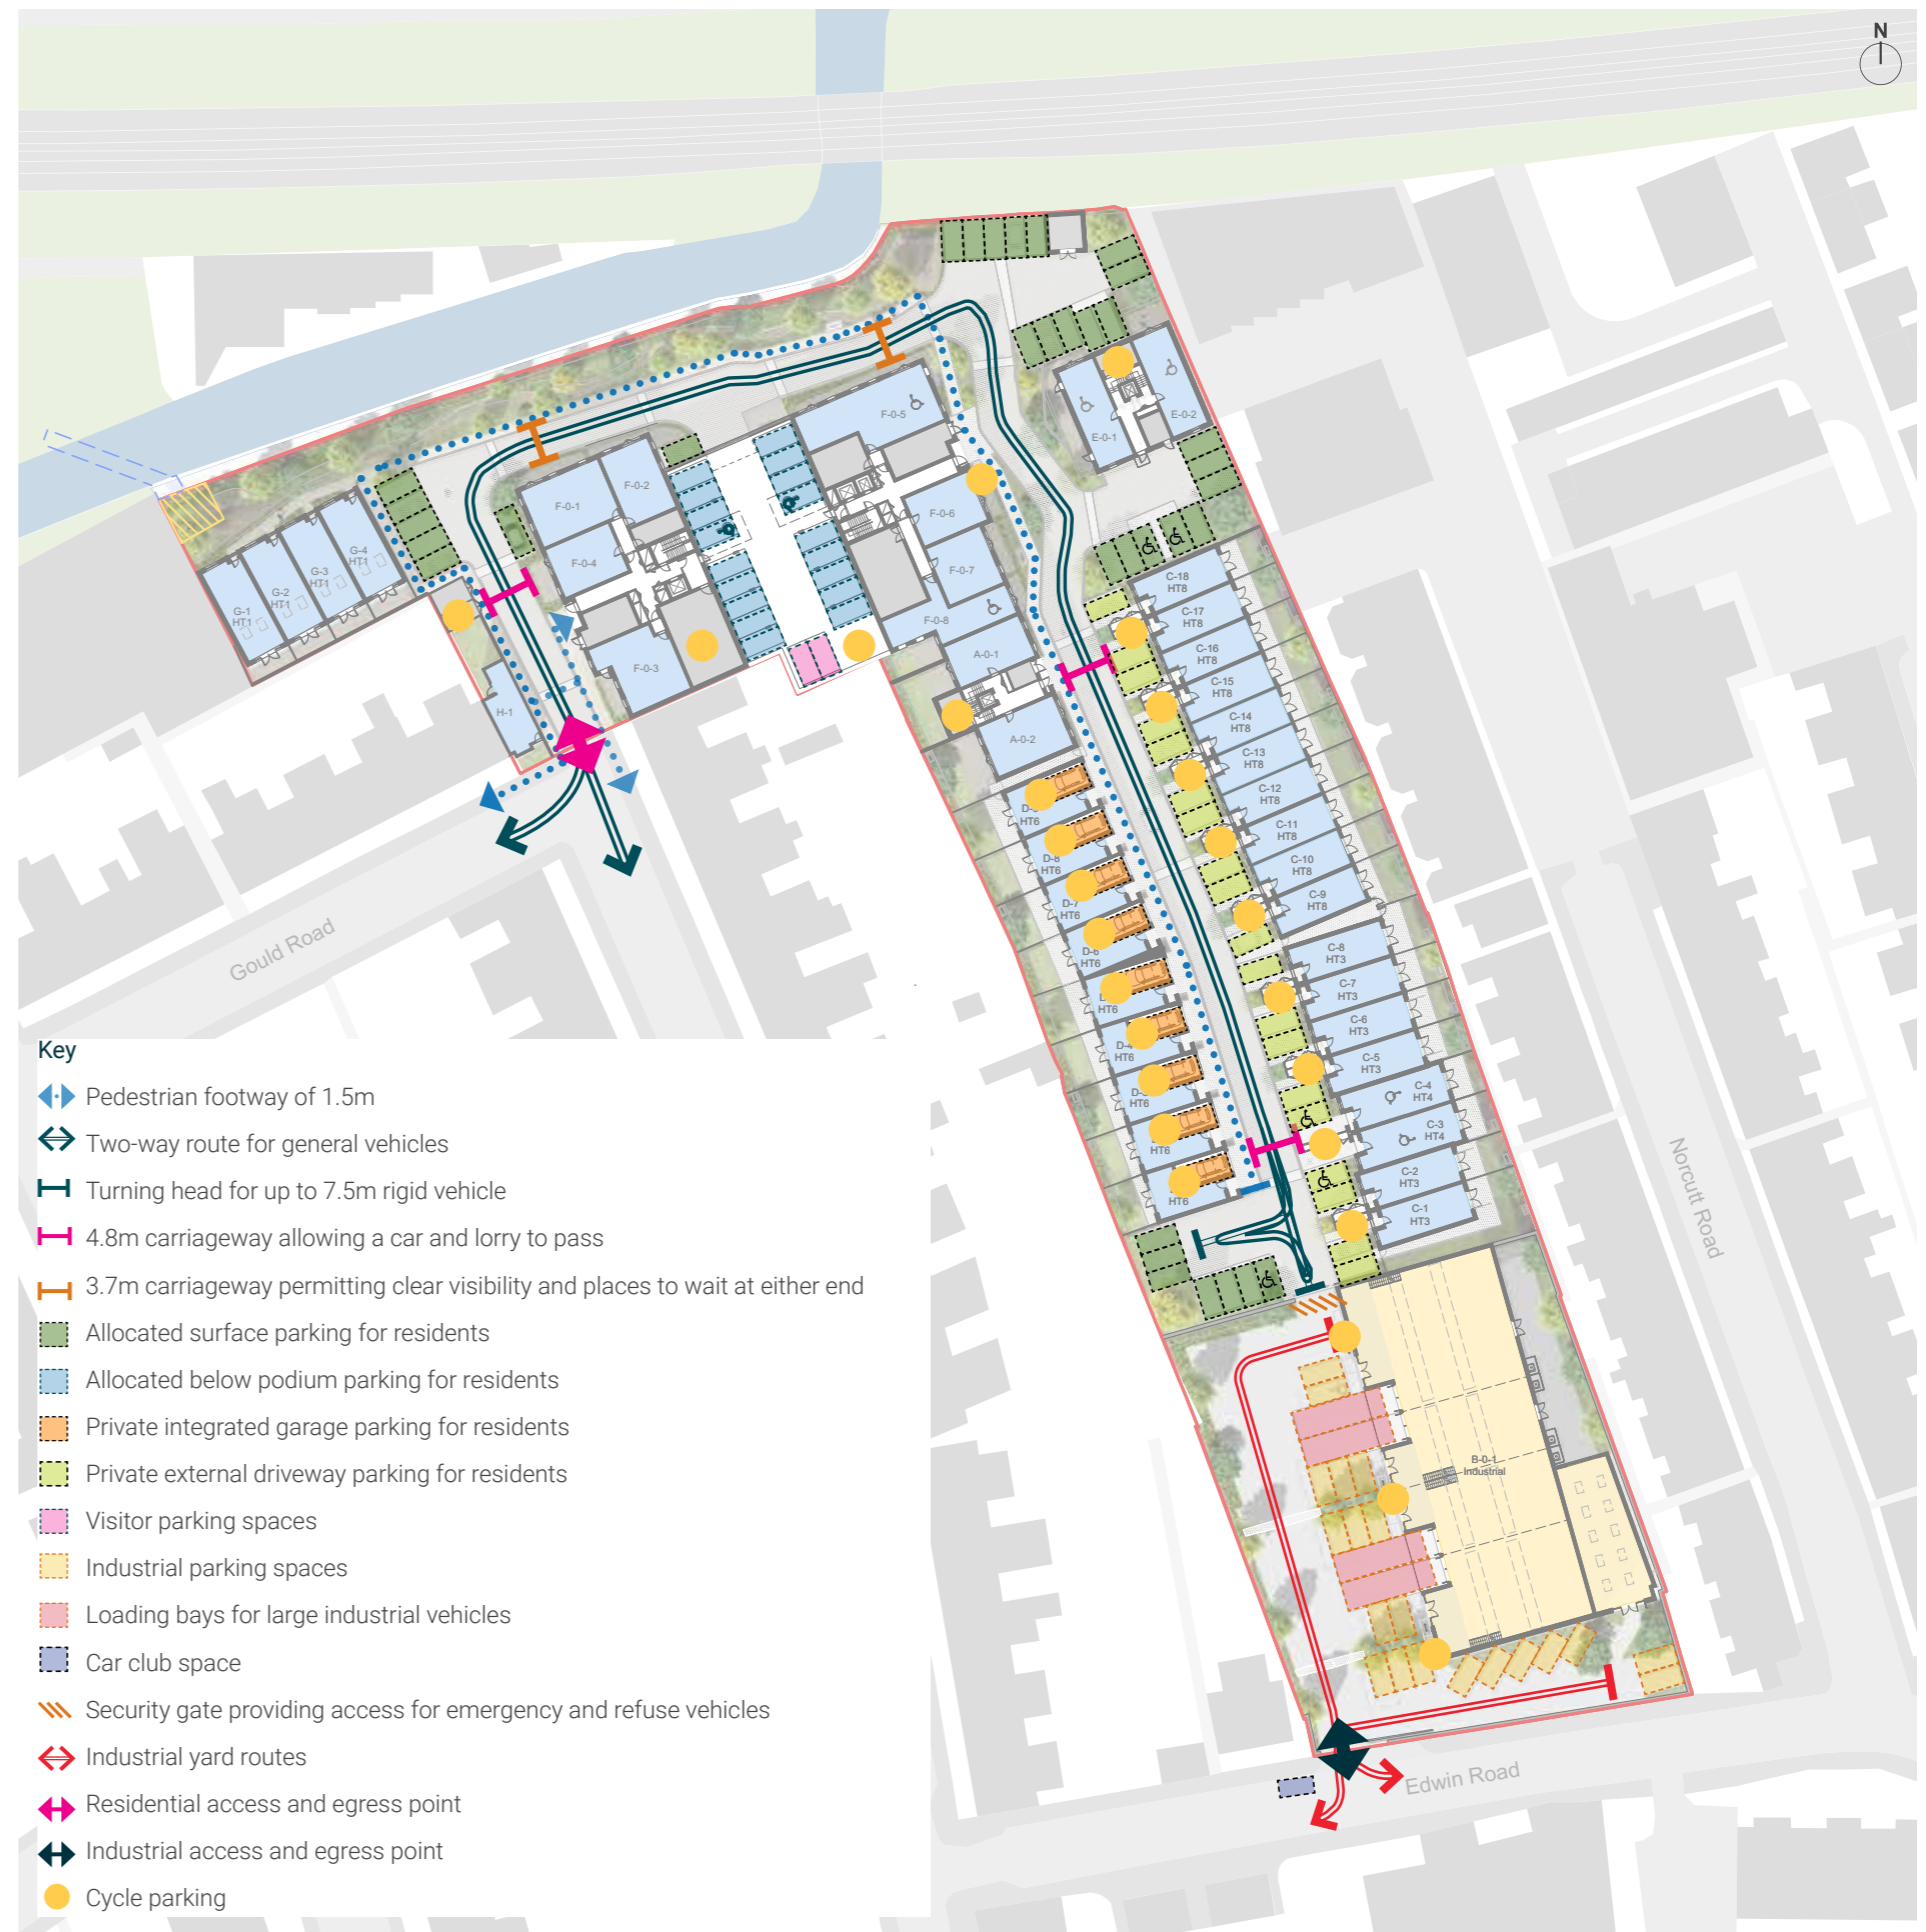 N
F-0-5
E-0-2
E-0-1
F-0-2
F-0-1
F-0-6
F-0-4
F-0-7
G-4
HT1
G-3
HT1
G-2
HT1
G-1
HT1
F-0-8
F-0-3
A-0-1
H-1
A-0-2
C-18
HT8
C-17
HT8
C-16
HT8
C-15
HT8
C-14
HT8
C-13
HT8
C-12
HT8
C-11
HT8
C-10
HT8
C-9
HT8
C-8
HT3
C-7
HT3
C-6
HT3
C-5
HT3
C-4
HT4
C-3
HT4
C-2
HT3
C-1
HT3
HT6
D-8
HT6
D-7
HT6
D-6
HT6
HT6
D-4
HT6
HT6
HT6
HT6
B-0-1
Industrial
Gould Road
Norcutt Road
Edwin Road
Key
Pedestrian footway of 1.5m
Two-way route for general vehicles
Turning head for up to 7.5m rigid vehicle
4.8m carriageway allowing a car and lorry to pass
3.7m carriageway permitting clear visibility and places to wait at either end
Allocated surface parking for residents
Allocated below podium parking for residents
Private integrated garage parking for residents
Private external driveway parking for residents
Visitor parking spaces
Industrial parking spaces
Loading bays for large industrial vehicles
Car club space
Security gate providing access for emergency and refuse vehicles
Industrial yard routes
Residential access and egress point
Industrial access and egress point
Cycle parking